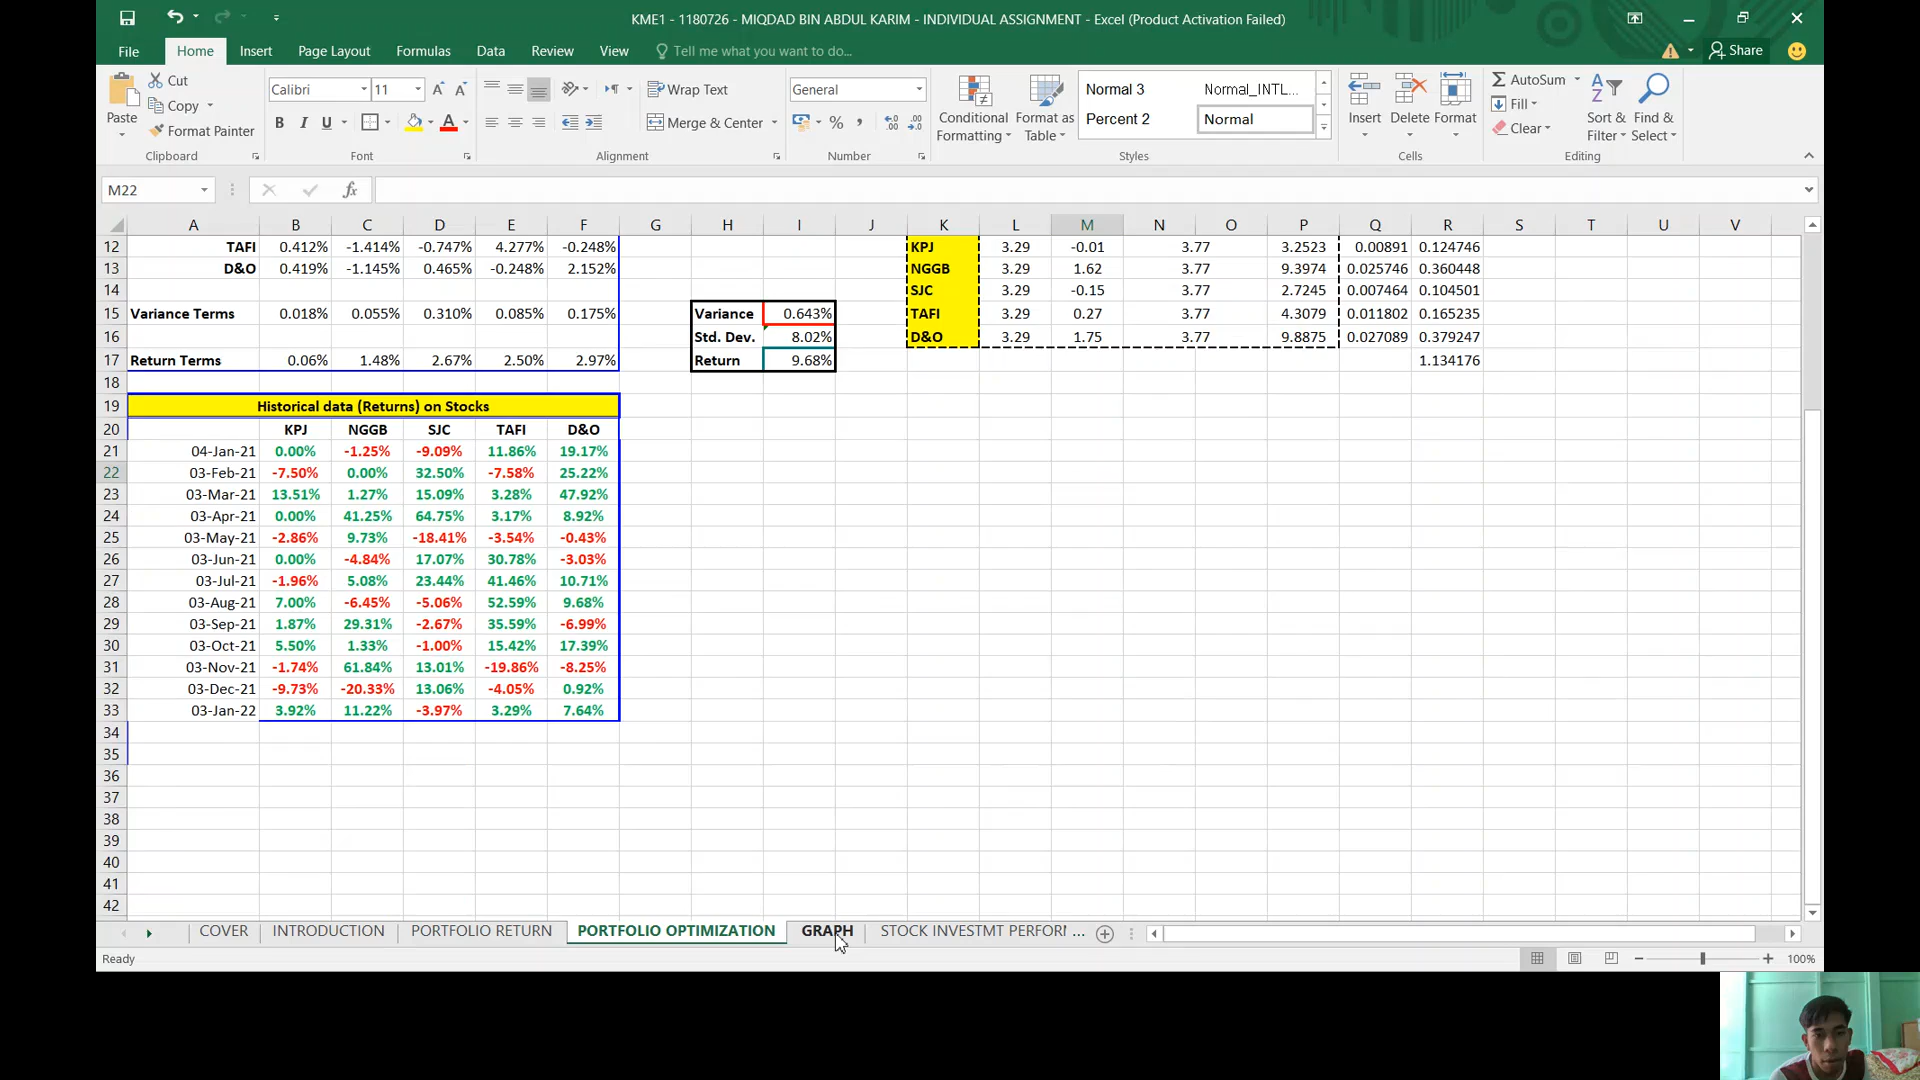 KME1 - 1180726 - MIQDAD BIN ABDUL KARIM - INDIVIDUAL ASSIGNMENT - Excel (Product Activation Failed)
File Home Insert Page Layout Formulas Data Review View Tell me what you want to do... Share
Cut
Copy
Format Painter
Paste
Clipboard
Calibri 11
B I U
Font
Wrap Text
Merge & Center
Alignment
General
%
Number
Conditional Formatting
Format as Table
Normal 3 Normal_INTL...
Percent 2 Normal
Styles
Insert Delete Format
Cells
AutoSum
Fill
Clear
Sort & Filter
Find & Select
Editing
M22 fx
A B C D E F G H I J K L M N O P Q R S T U V
12 TAFI 0.412% -1.414% -0.747% 4.277% -0.248% KPJ 3.29 -0.01 3.77 3.2523 0.00891 0.124746
13 D&O 0.419% -1.145% 0.465% -0.248% 2.152% NGGB 3.29 1.62 3.77 9.3974 0.025746 0.360448
14 SJC 3.29 -0.15 3.77 2.7245 0.007464 0.104501
15 Variance Terms 0.018% 0.055% 0.310% 0.085% 0.175% Variance 0.643% TAFI 3.29 0.27 3.77 4.3079 0.011802 0.165235
16 Std. Dev. 8.02% D&O 3.29 1.75 3.77 9.8875 0.027089 0.379247
17 Return Terms 0.06% 1.48% 2.67% 2.50% 2.97% Return 9.68% 1.134176
18
19 Historical data (Returns) on Stocks
20 KPJ NGGB SJC TAFI D&O
21 04-Jan-21 0.00% -1.25% -9.09% 11.86% 19.17%
22 03-Feb-21 -7.50% 0.00% 32.50% -7.58% 25.22%
23 03-Mar-21 13.51% 1.27% 15.09% 3.28% 47.92%
24 03-Apr-21 0.00% 41.25% 64.75% 3.17% 8.92%
25 03-May-21 -2.86% 9.73% -18.41% -3.54% -0.43%
26 03-Jun-21 0.00% -4.84% 17.07% 30.78% -3.03%
27 03-Jul-21 -1.96% 5.08% 23.44% 41.46% 10.71%
28 03-Aug-21 7.00% -6.45% -5.06% 52.59% 9.68%
29 03-Sep-21 1.87% 29.31% -2.67% 35.59% -6.99%
30 03-Oct-21 5.50% 1.33% -1.00% 15.42% 17.39%
31 03-Nov-21 -1.74% 61.84% 13.01% -19.86% -8.25%
32 03-Dec-21 -9.73% -20.33% 13.06% -4.05% 0.92%
33 03-Jan-22 3.92% 11.22% -3.97% 3.29% 7.64%
34
35
36
37
38
39
40
41
42
COVER INTRODUCTION PORTFOLIO RETURN PORTFOLIO OPTIMIZATION GRAPH STOCK INVESTMT PERFORM ...
Ready 100%